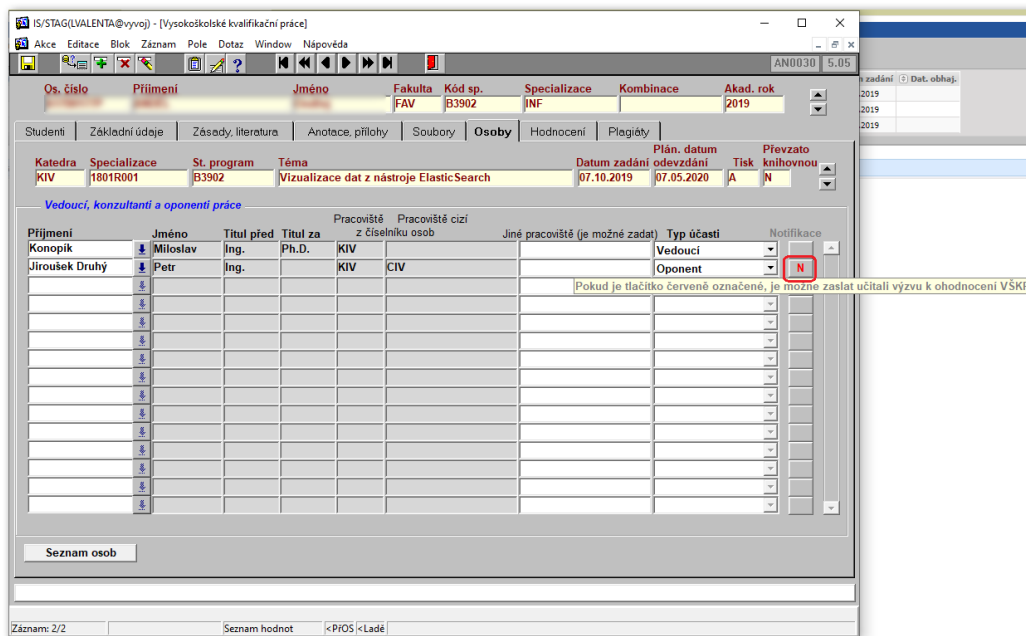 IS/STAG(LVALENTA@vyvoj) - [Vysokoškolské kvalifikační práce]
Akce Editace Blok Záznam Pole Dotaz Window Nápověda
AN0030 5.05
Os. číslo Příjmení Jméno Fakulta Kód sp. Specializace Kombinace Akad. rok
FAV B3902 INF 2019
Studenti Základní údaje Zásady, literatura Anotace, přílohy Soubory Osoby Hodnocení Plagiáty
Plán. datum Převzato
Katedra Specializace St. program Téma Datum zadání odevzdání Tisk knihovnou
KIV 1801R001 B3902 Vizualizace dat z nástroje ElasticSearch 07.10.2019 07.05.2020 A N
Vedoucí, konzultanti a oponenti práce
Pracoviště Pracoviště cizí
z číselníku osob
Příjmení Jméno Titul před Titul za Jiné pracoviště (je možné zadat) Typ účasti Notifikace
Konopík Miloslav Ing. Ph.D. KIV Vedoucí
Jiroušek Druhý Petr Ing. KIV CIV Oponent N
Pokud je tlačítko červeně označené, je možné zaslat učitali výzvu k ohodnocení
Seznam osob
Záznam: 2/2 Seznam hodnot <PřOS <Ladě
zadání Dat. obhaj.
.2019
.2019
.2019